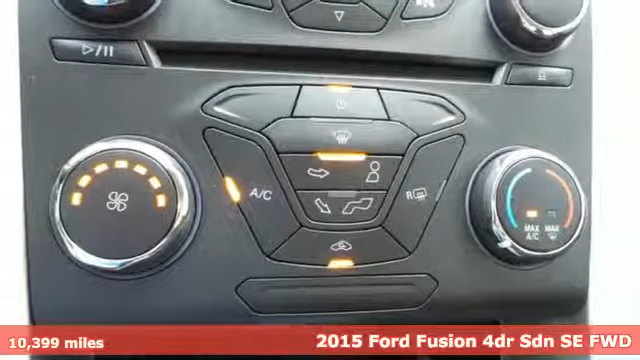 A/C
R
MAX
A/C
MAX
10,399 miles
2015 Ford Fusion 4dr Sdn SE FWD